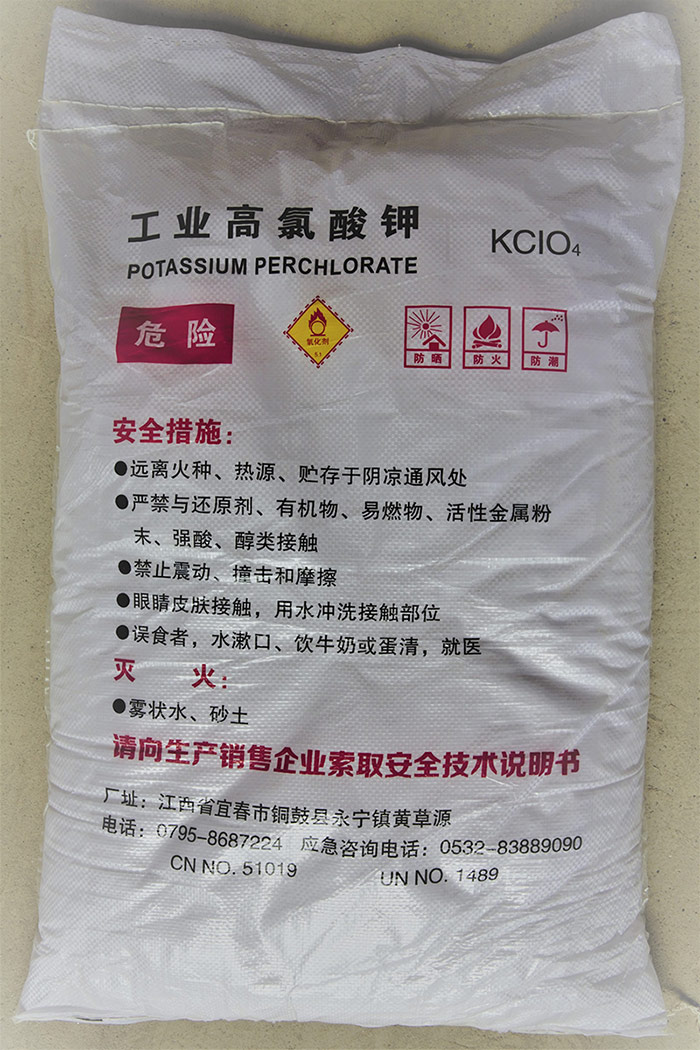 工业高氯酸钾
KClO₄
POTASSIUM PERCHLORATE
危险
氧化剂
5.1
防晒
防火
防潮
安全措施：
●远离火种、热源、贮存于阴凉通风处
●严禁与还原剂、有机物、易燃物、活性金属粉
末、强酸、醇类接触
●禁止震动、撞击和摩擦
●眼睛皮肤接触，用水冲洗接触部位
●误食者，水漱口、饮牛奶或蛋清，就医
灭 火：
●雾状水、砂土
请向生产销售企业索取安全技术说明书
厂址：江西省宜春市铜鼓县永宁镇黄草源
电话：0795-8687224 应急咨询电话：0532-83889090
CN NO. 51019 UN NO. 1489